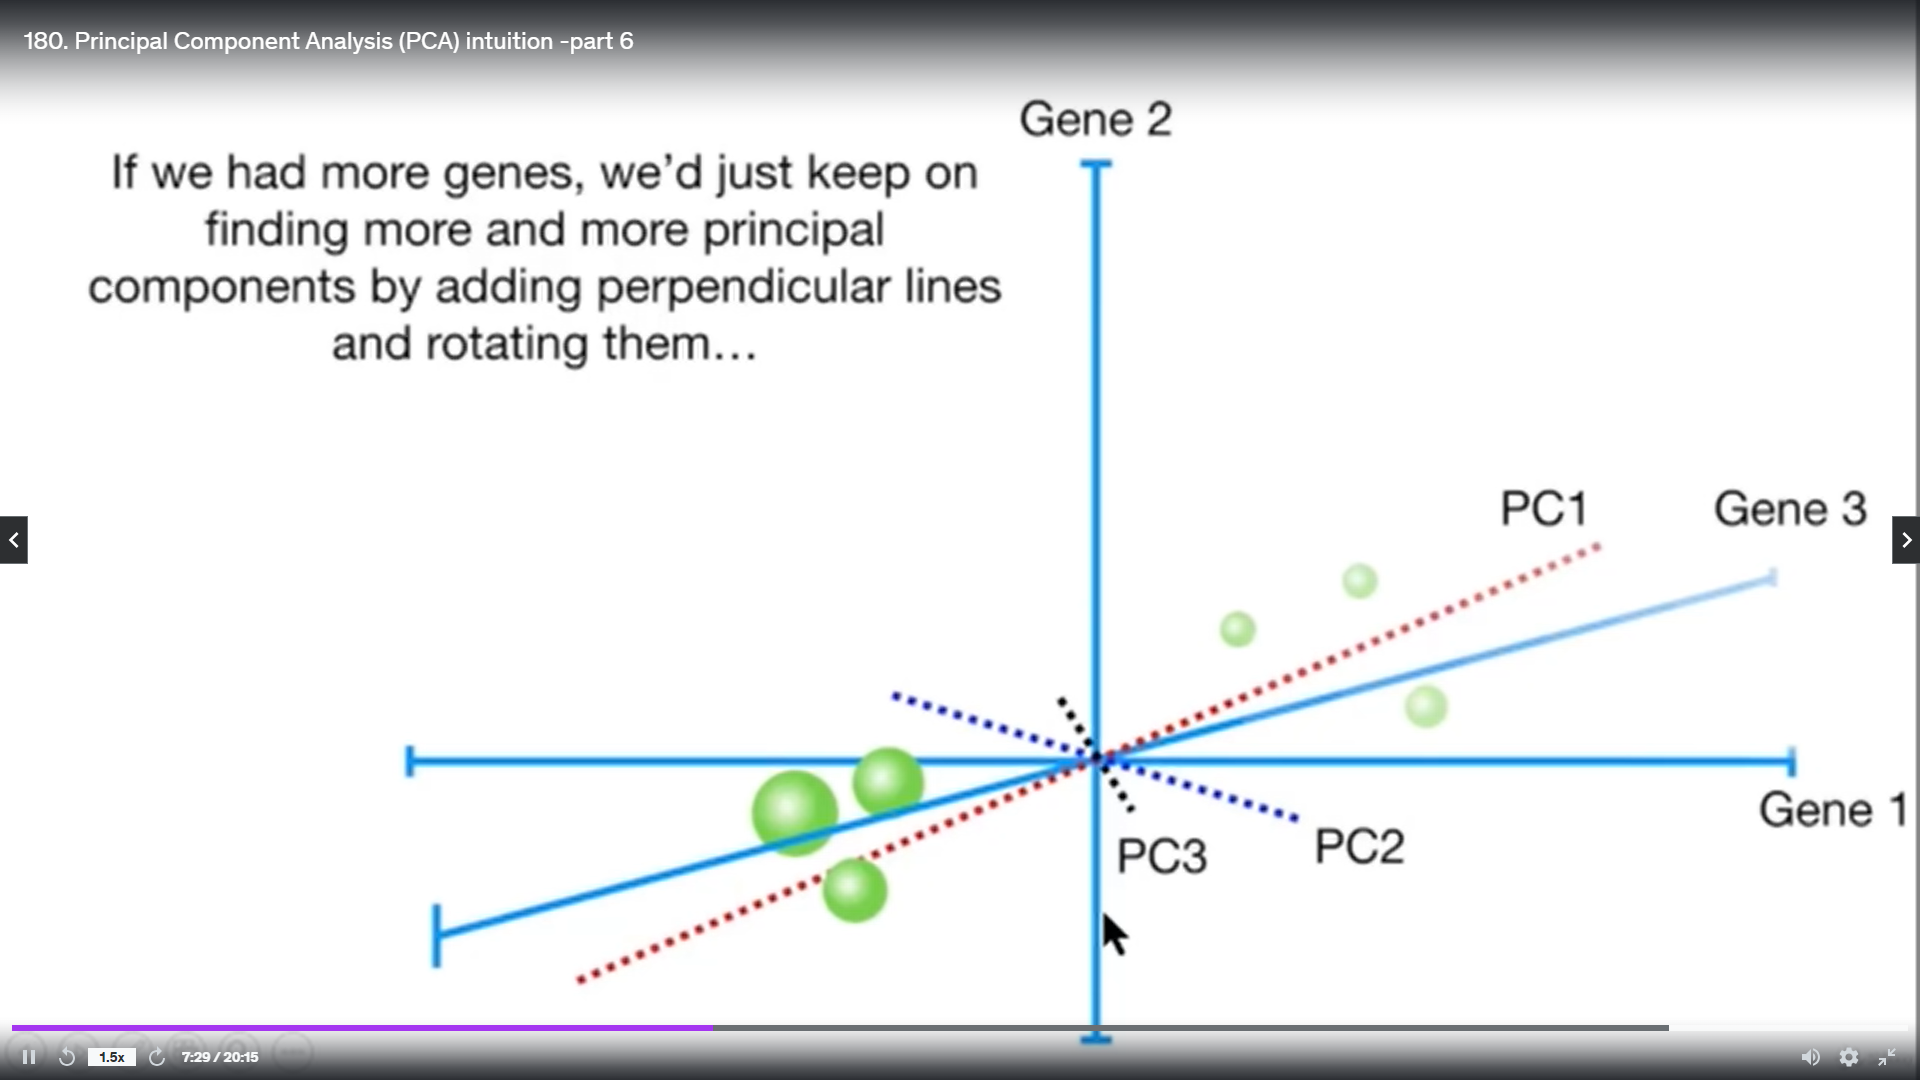 180. Principal Component Analysis (PCA) intuition -part 6
Gene 2
If we had more genes, we'd just keep on
finding more and more principal
components by adding perpendicular lines
and rotating them...
PC1
Gene 3
Gene 1
PC2
PC3
1.5x
7:29 / 20:15